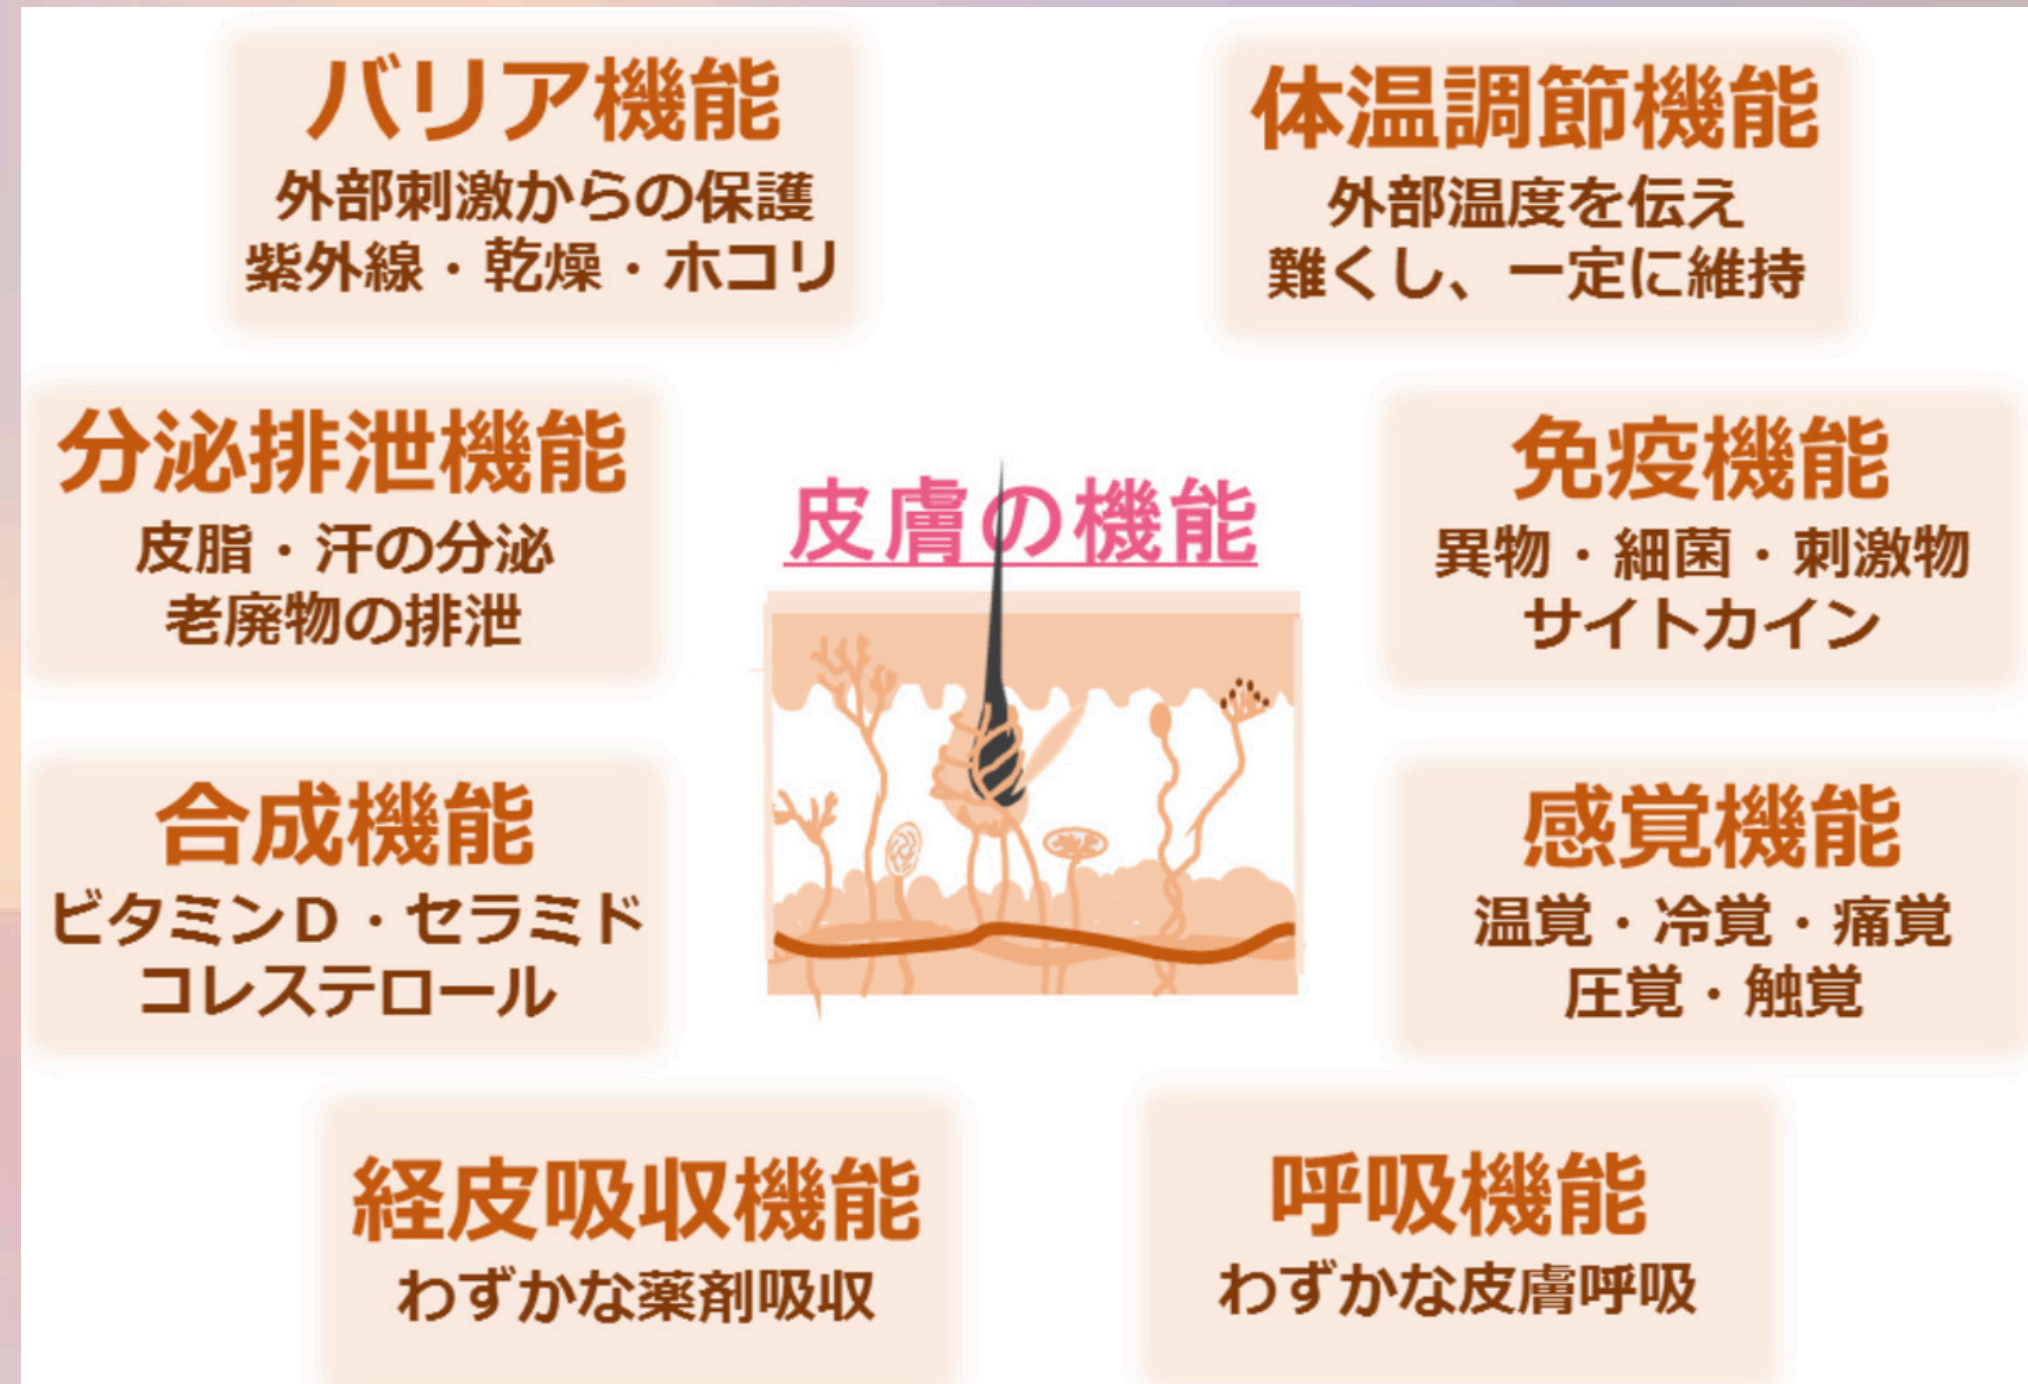 バリア機能
外部刺激からの保護
紫外線・乾燥・ホコリ
体温調節機能
外部温度を伝え
難くし、一定に維持
分泌排泄機能
皮脂・汗の分泌
老廃物の排泄
皮膚の機能
免疫機能
異物・細菌・刺激物
サイトカイン
合成機能
ビタミンD・セラミド
コレステロール
感覚機能
温覚・冷覚・痛覚
圧覚・触覚
経皮吸収機能
わずかな薬剤吸収
呼吸機能
わずかな皮膚呼吸